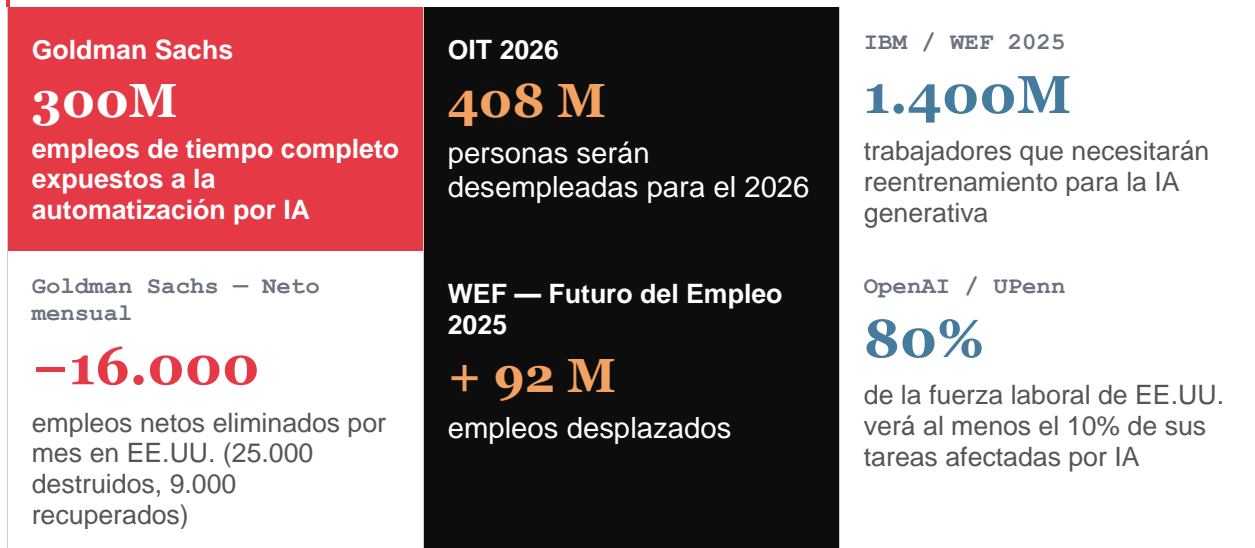 Goldman Sachs
300M
empleos de tiempo completo
expuestos a la
automatización por IA
OIT 2026
408 M
personas serán
desempleadas para el 2026
IBM / WEF 2025
1.400M
trabajadores que necesitarán
reentrenamiento para la IA
generativa
Goldman Sachs — Neto
mensual
−16.000
empleos netos eliminados por
mes en EE.UU. (25.000
destruidos, 9.000
recuperados)
WEF — Futuro del Empleo
2025
+ 92 M
empleos desplazados
OpenAI / UPenn
80%
de la fuerza laboral de EE.UU.
verá al menos el 10% de sus
tareas afectadas por IA